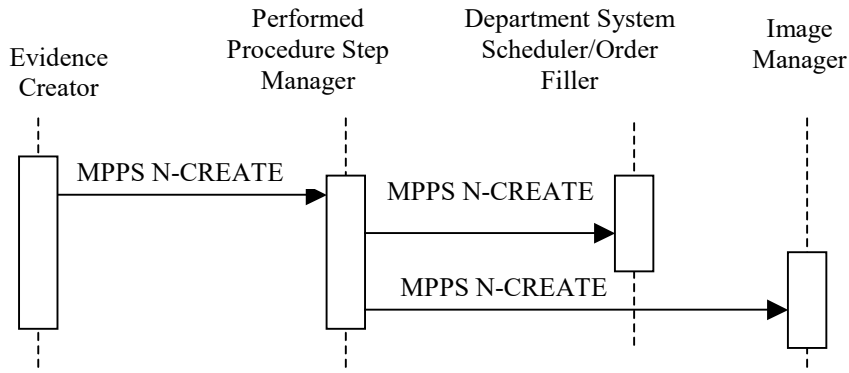 Evidence
Creator
Performed
Procedure Step
Manager
Department System
Scheduler/Order
Filler
Image
Manager
MPPS N-CREATE
MPPS N-CREATE
MPPS N-CREATE